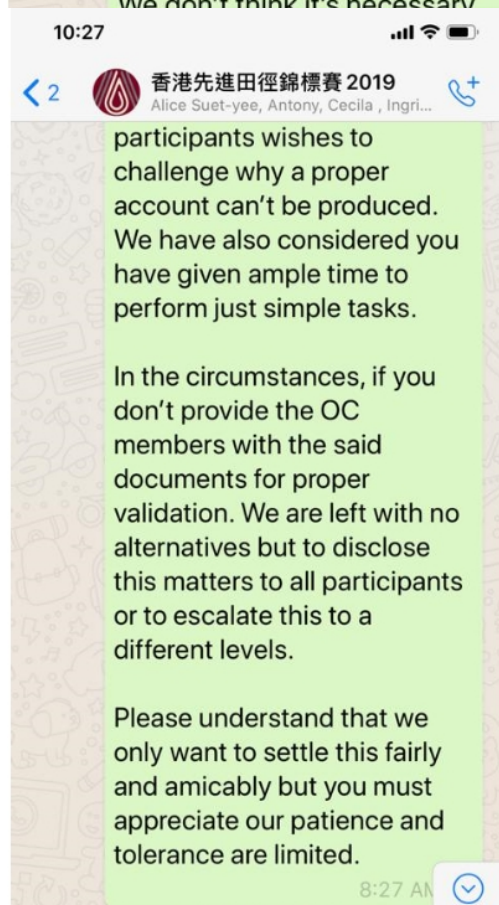 We don't think it's necessary
10:27
2
香港先進田徑錦標賽 2019
Alice Suet-yee, Antony, Cecila , Ingri...
participants wishes to
challenge why a proper
account can't be produced.
We have also considered you
have given ample time to
perform just simple tasks.
In the circumstances, if you
don't provide the OC
members with the said
documents for proper
validation. We are left with no
alternatives but to disclose
this matters to all participants
or to escalate this to a
different levels.
Please understand that we
only want to settle this fairly
and amicably but you must
appreciate our patience and
tolerance are limited.
8:27 AM